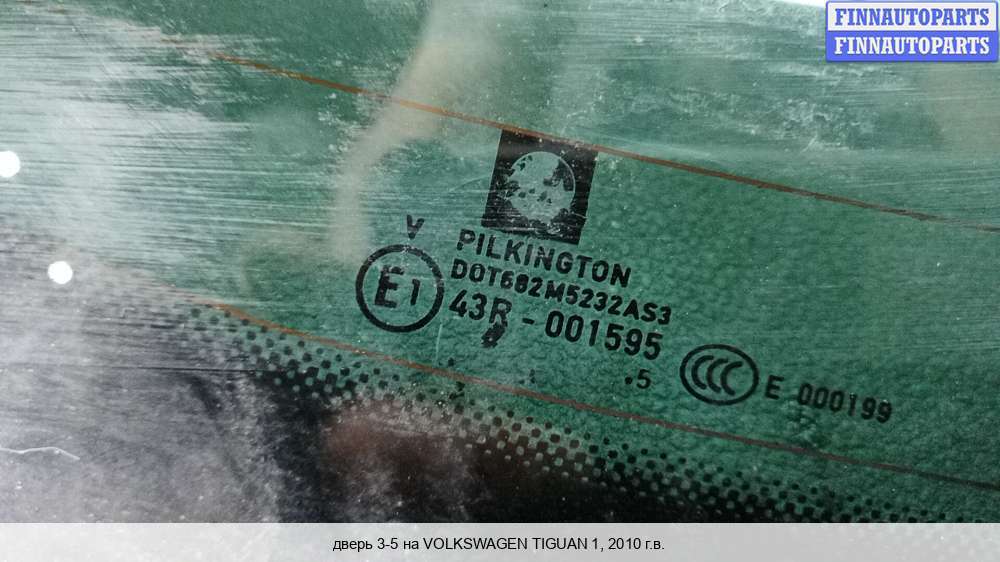 FINNAUTOPARTS
FINNAUTOPARTS
V
PILKINGTON
DOT682M5232AS3
E1
43R - 001595
.5
CCC
E 000199
дверь 3-5 на VOLKSWAGEN TIGUAN 1, 2010 г.в.